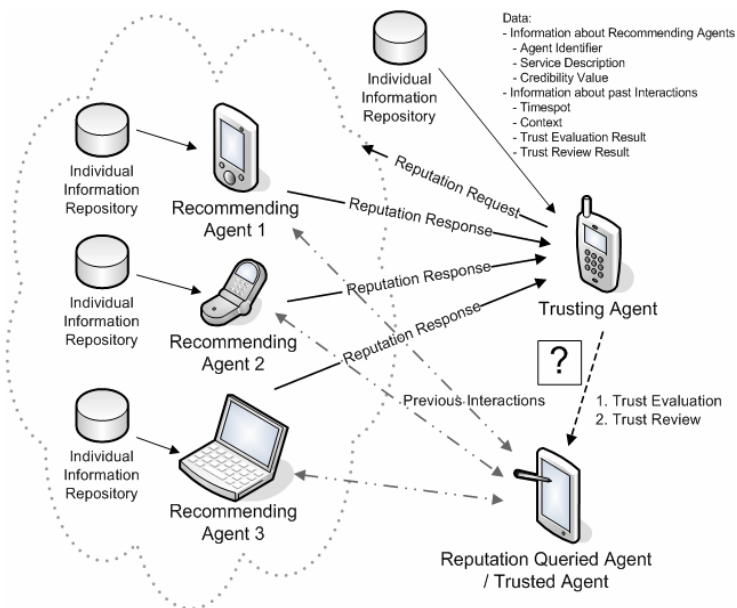 Data:
- Information about Recommending Agents
- Agent Identifier
- Service Description
- Credibility Value
- Information about past Interactions
- Timespot
- Context
- Trust Evaluation Result
- Trust Review Result
Individual
Information
Repository
Individual
Information
Repository
Recommending
Agent 1
Reputation Request
Reputation Response
Trusting Agent
Individual
Information
Repository
Recommending
Agent 2
Reputation Response
Reputation Response
?
1. Trust Evaluation
2. Trust Review
Previous Interactions
Individual
Information
Repository
Recommending
Agent 3
Reputation Queried Agent
/ Trusted Agent